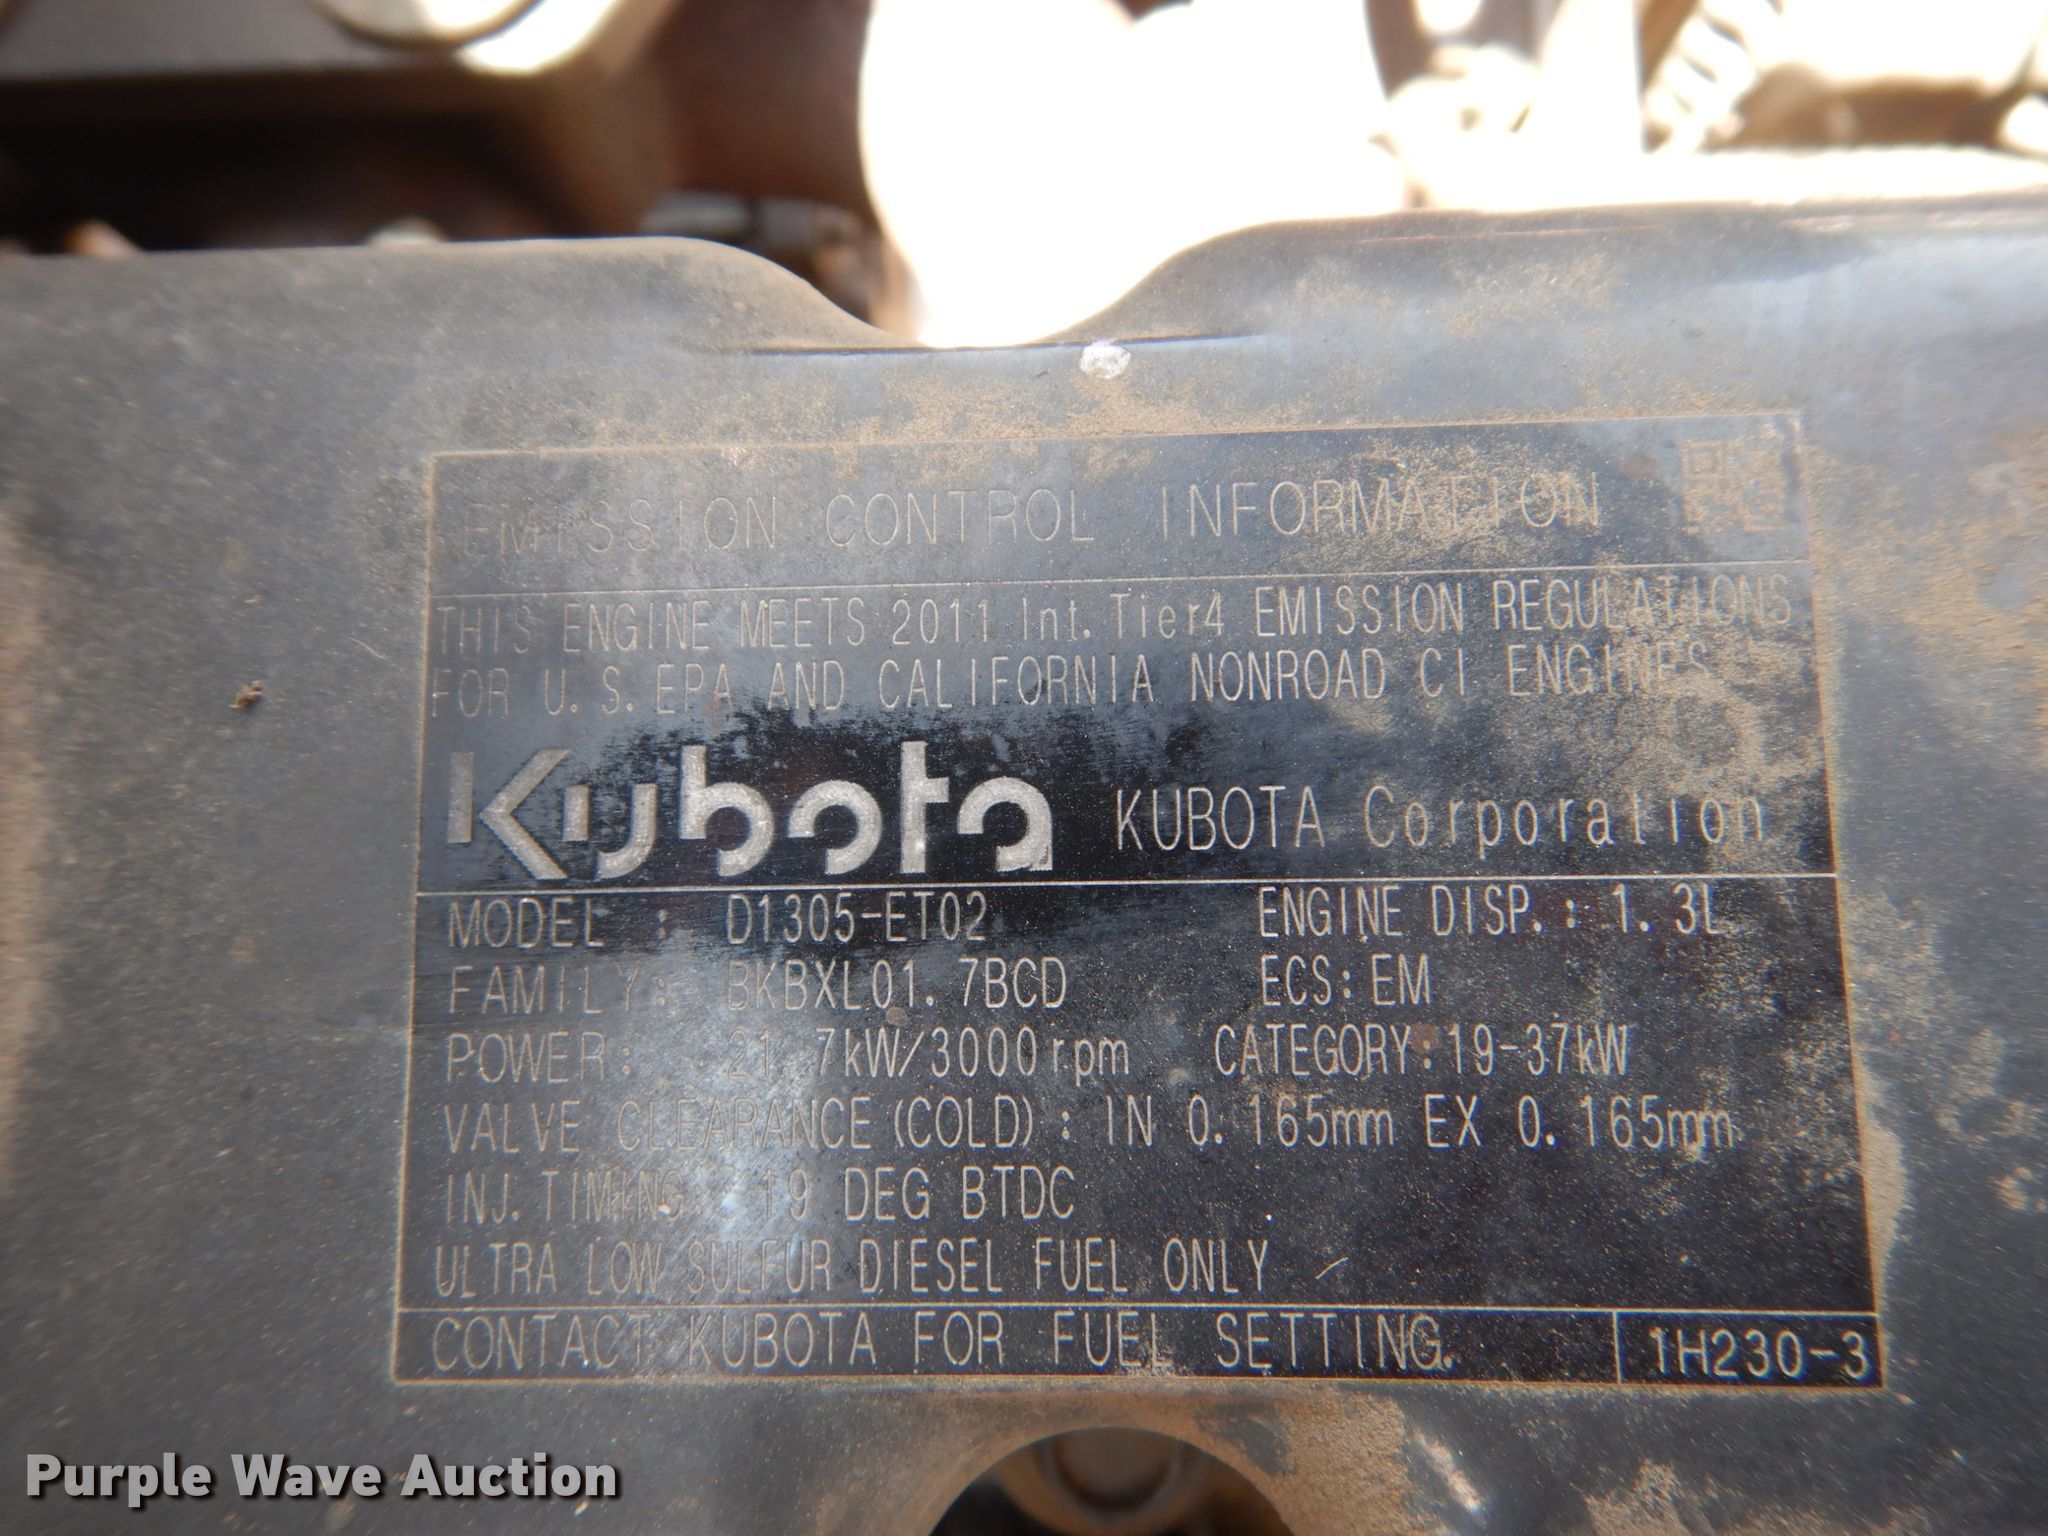 EMISSION CONTROL INFORMATION
THIS ENGINE MEETS 2011 Int. Tier4 EMISSION REGULATIONS
FOR U.S. EPA AND CALIFORNIA NONROAD CI ENGINES
Kubota KUBOTA Corporation
MODEL : D1305-ET02 ENGINE DISP.: 1.3L
FAMILY: BKBXL01.7BCD ECS: EM
POWER: 21.7kW/3000rpm CATEGORY: 19-37kW
VALVE CLEARANCE (COLD): IN 0.165mm EX 0.165mm
INJ. TIMING: 19 DEG BTDC
ULTRA LOW SULFUR DIESEL FUEL ONLY
CONTACT KUBOTA FOR FUEL SETTING. 1H230-3
Purple Wave Auction